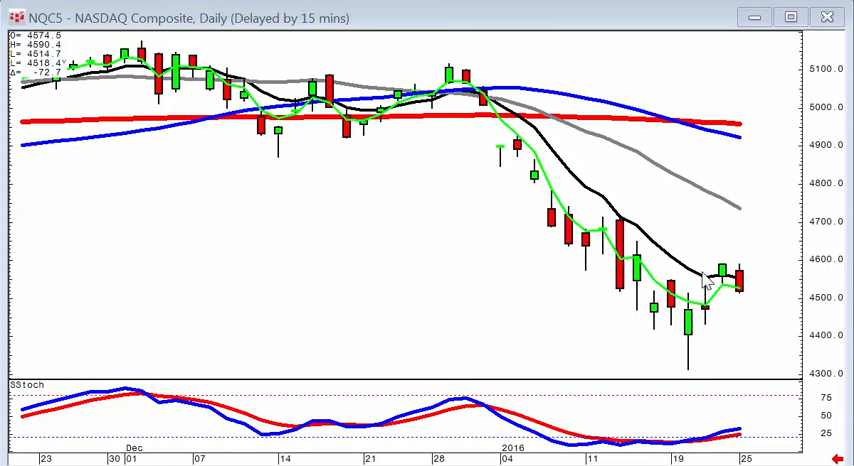 NQC5 - NASDAQ Composite, Daily (Delayed by 15 minutes)
O= 4574.5
H= 4590.4
L= 4514.7
L= 4518.4v
Δ= -72.7
5100.0
5000.0
4900.0
4800.0
4700.0
4600.0
4500.0
4400.0
4300.0
SStoch
75
50
25
Dec 2016
23 30 01 07 14 21 28 04 11 19 25